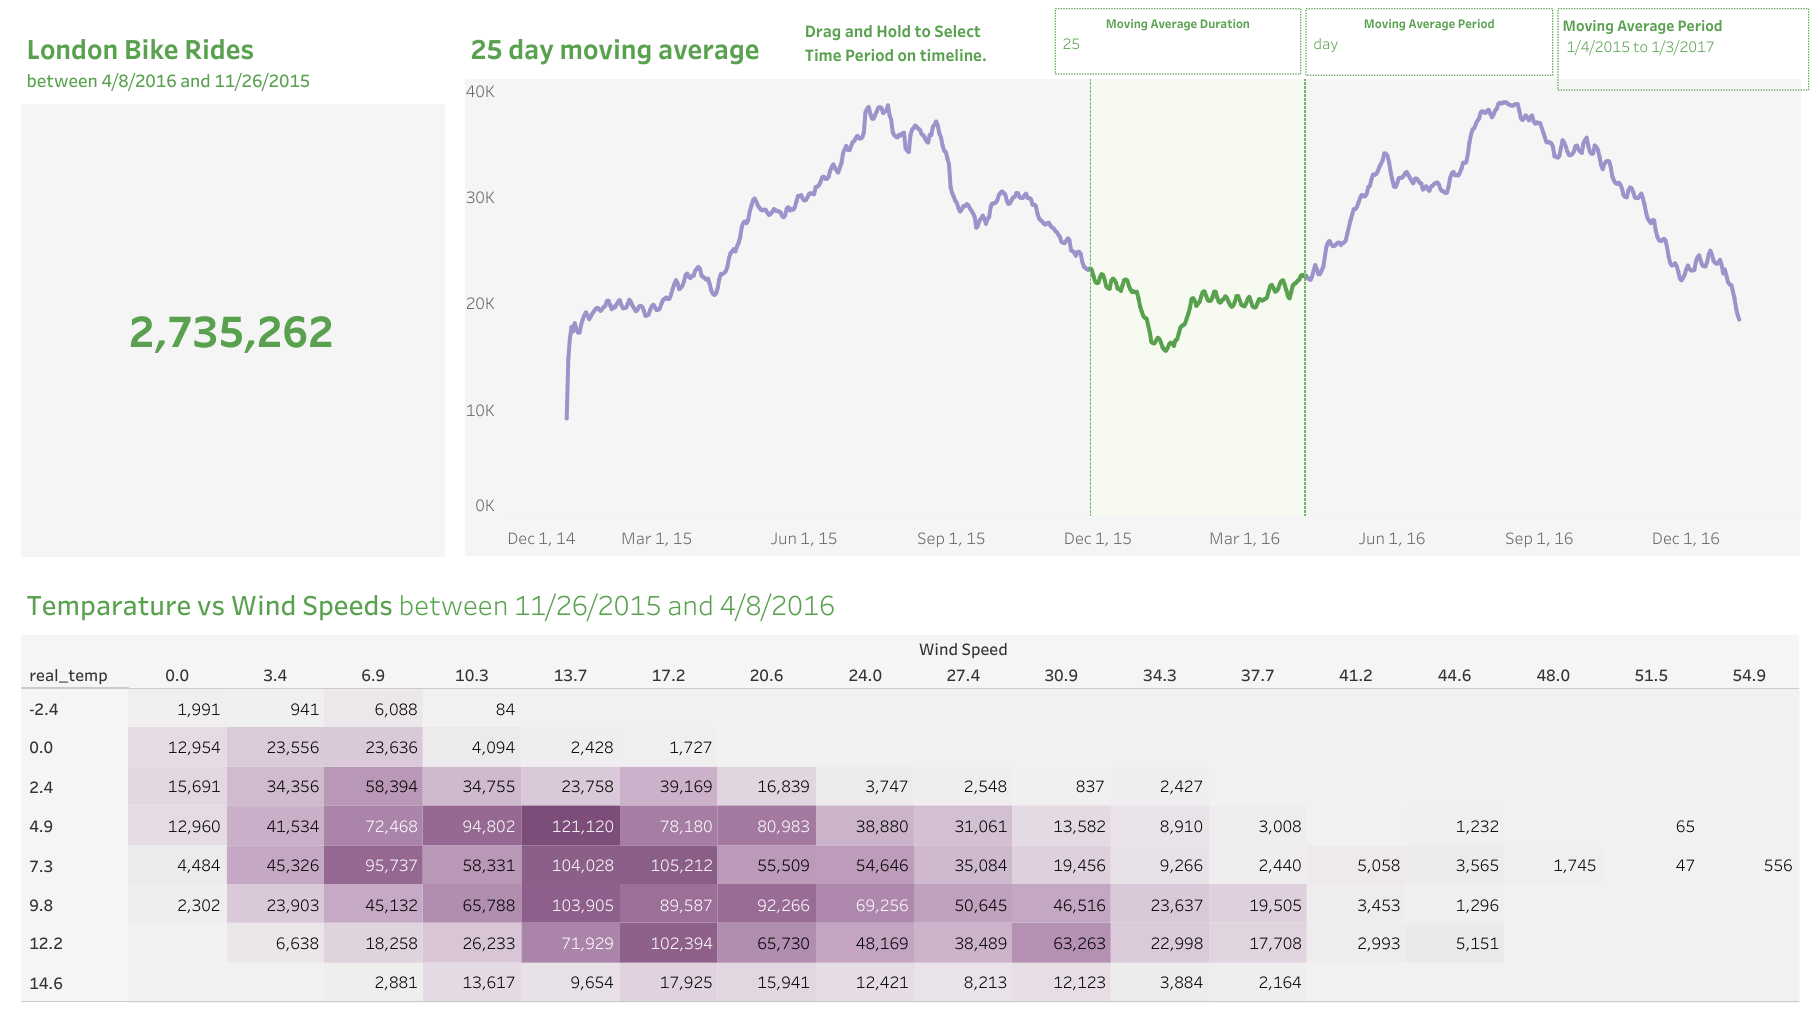 London Bike Rides
between 4/8/2016 and 11/26/2015
2,735,262
25 day moving average
Drag and Hold to Select
Time Period on timeline.
Moving Average Duration
25
Moving Average Period
day
Moving Average Period
1/4/2015 to 1/3/2017
40K
30K
20K
10K
0K
Dec 1, 14 Mar 1, 15 Jun 1, 15 Sep 1, 15 Dec 1, 15 Mar 1, 16 Jun 1, 16 Sep 1, 16 Dec 1, 16
Temparature vs Wind Speeds between 11/26/2015 and 4/8/2016
Wind Speed
real_temp 0.0 3.4 6.9 10.3 13.7 17.2 20.6 24.0 27.4 30.9 34.3 37.7 41.2 44.6 48.0 51.5 54.9
-2.4 1,991 941 6,088 84
0.0 12,954 23,556 23,636 4,094 2,428 1,727
2.4 15,691 34,356 58,394 34,755 23,758 39,169 16,839 3,747 2,548 837 2,427
4.9 12,960 41,534 72,468 94,802 121,120 78,180 80,983 38,880 31,061 13,582 8,910 3,008 1,232 65
7.3 4,484 45,326 95,737 58,331 104,028 105,212 55,509 54,646 35,084 19,456 9,266 2,440 5,058 3,565 1,745 47 556
9.8 2,302 23,903 45,132 65,788 103,905 89,587 92,266 69,256 50,645 46,516 23,637 19,505 3,453 1,296
12.2 6,638 18,258 26,233 71,929 102,394 65,730 48,169 38,489 63,263 22,998 17,708 2,993 5,151
14.6 2,881 13,617 9,654 17,925 15,941 12,421 8,213 12,123 3,884 2,164